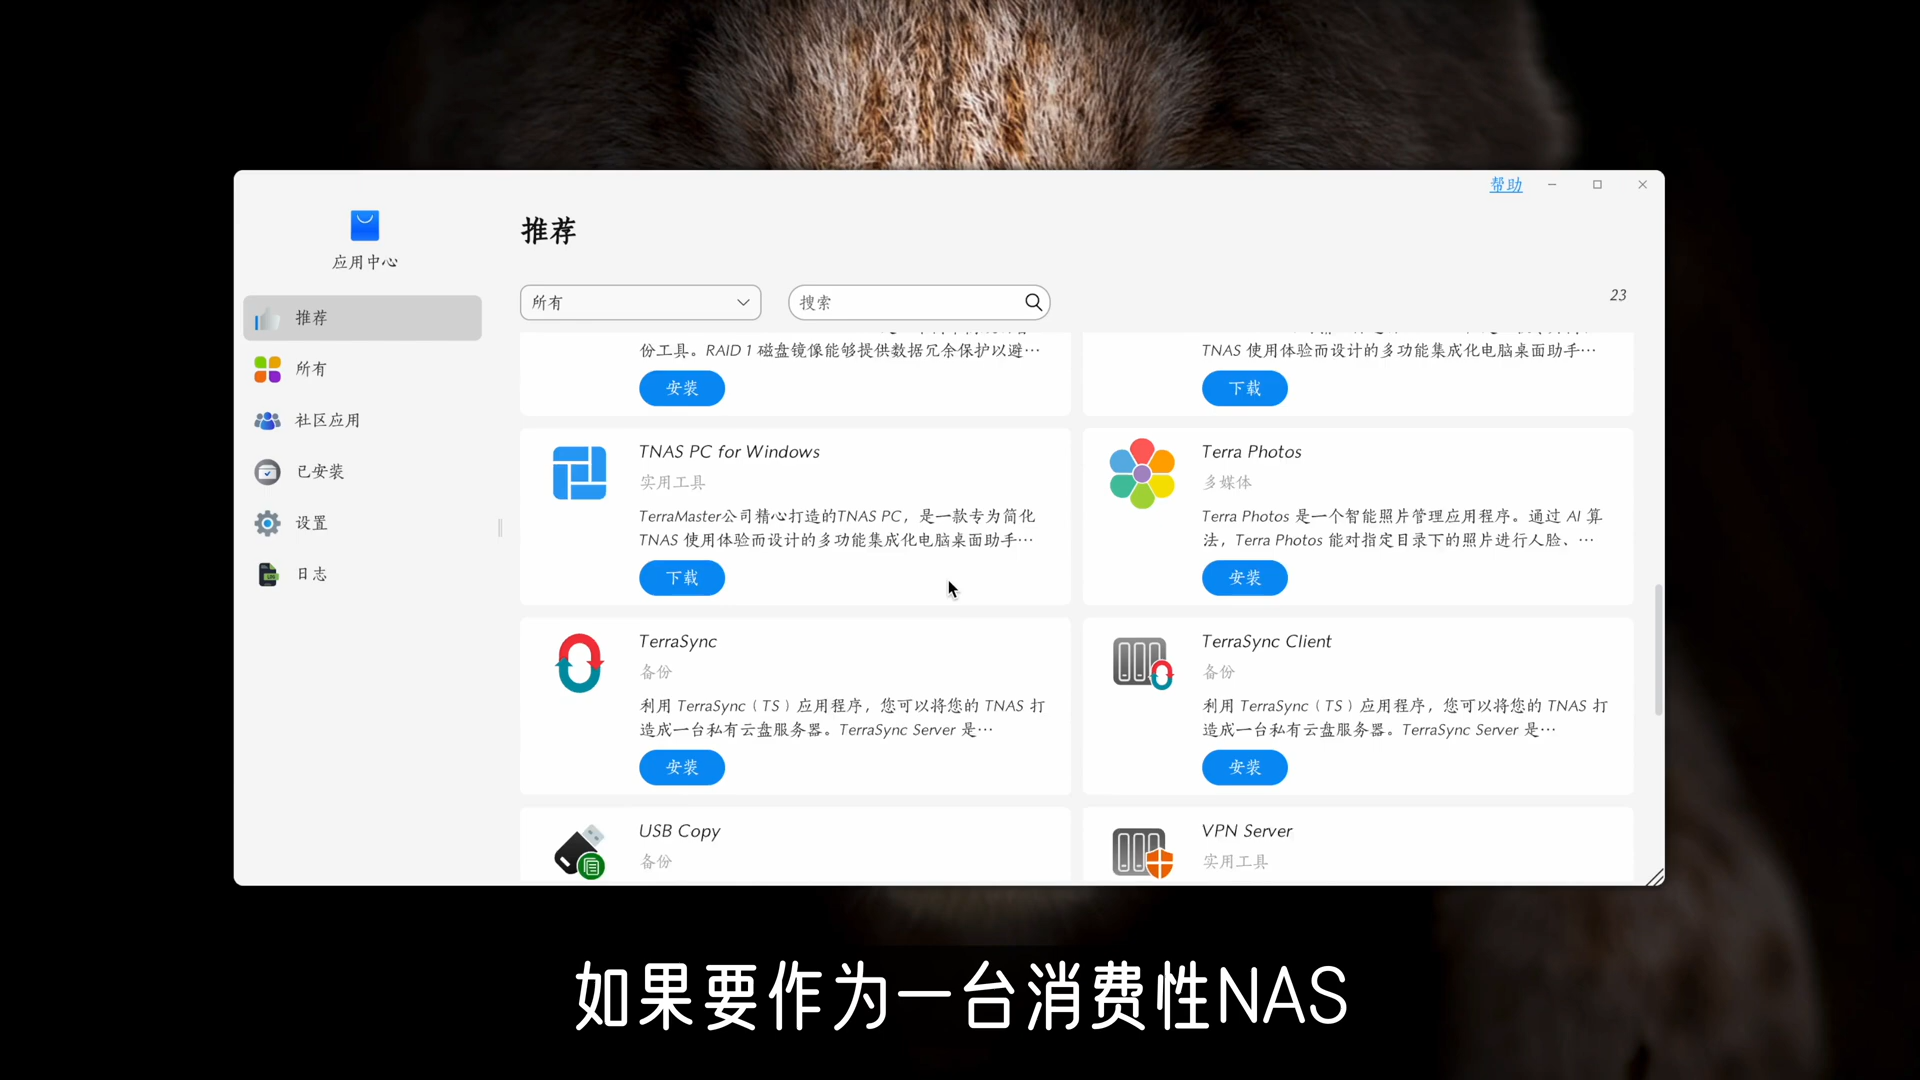 帮助
应用中心
推荐
所有
社区应用
已安装
设置
日志
推荐
所有
搜索
23
份工具。RAID 1 磁盘镜像能够提供数据冗余保护以避…
安装
TNAS 使用体验而设计的多功能集成化电脑桌面助手…
下载
TNAS PC for Windows
实用工具
TerraMaster公司精心打造的TNAS PC，是一款专为简化
TNAS 使用体验而设计的多功能集成化电脑桌面助手…
下载
Terra Photos
多媒体
Terra Photos 是一个智能照片管理应用程序。通过 AI 算
法，Terra Photos 能对指定目录下的照片进行人脸、…
安装
TerraSync
备份
利用 TerraSync（TS）应用程序，您可以将您的 TNAS 打
造成一台私有云盘服务器。TerraSync Server 是…
安装
TerraSync Client
备份
利用 TerraSync（TS）应用程序，您可以将您的 TNAS 打
造成一台私有云盘服务器。TerraSync Server 是…
安装
USB Copy
备份
VPN Server
实用工具
如果要作为一台消费性NAS